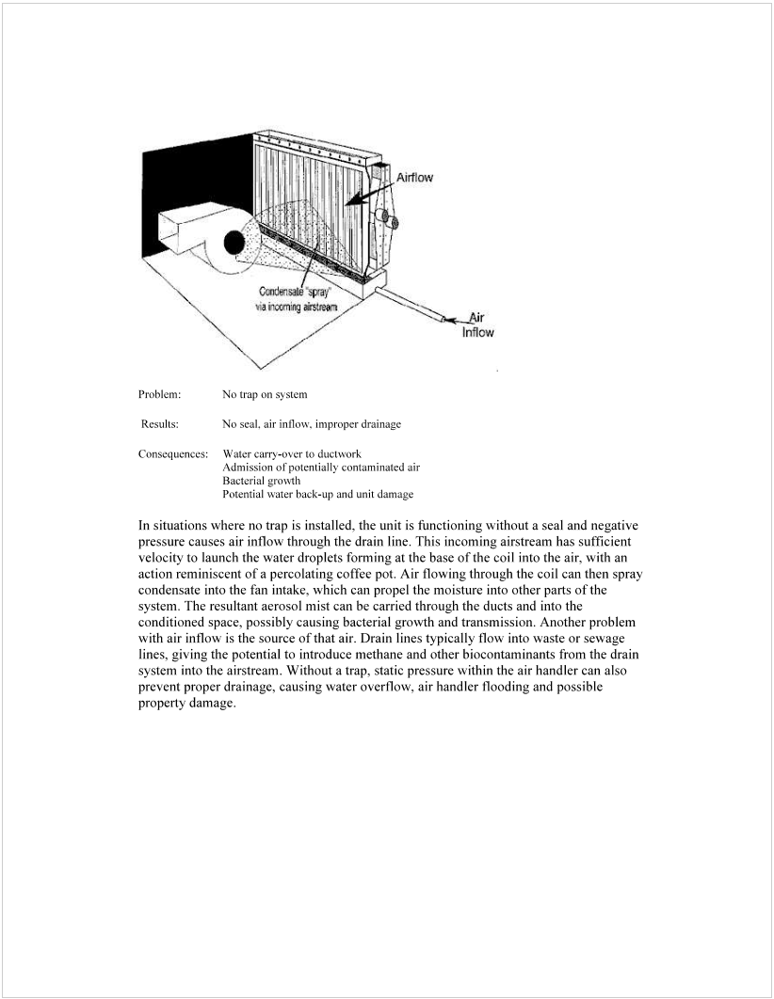 Airflow
Condensate "spray"
via incoming airstream
Air
Inflow
Problem: No trap on system
Results: No seal, air inflow, improper drainage
Consequences: Water carry-over to ductwork
Admission of potentially contaminated air
Bacterial growth
Potential water back-up and unit damage
In situations where no trap is installed, the unit is functioning without a seal and negative
pressure causes air inflow through the drain line. This incoming airstream has sufficient
velocity to launch the water droplets forming at the base of the coil into the air, with an
action reminiscent of a percolating coffee pot. Air flowing through the coil can then spray
condensate into the fan intake, which can propel the moisture into other parts of the
system. The resultant aerosol mist can be carried through the ducts and into the
conditioned space, possibly causing bacterial growth and transmission. Another problem
with air inflow is the source of that air. Drain lines typically flow into waste or sewage
lines, giving the potential to introduce methane and other biocontaminants from the drain
system into the airstream. Without a trap, static pressure within the air handler can also
prevent proper drainage, causing water overflow, air handler flooding and possible
property damage.